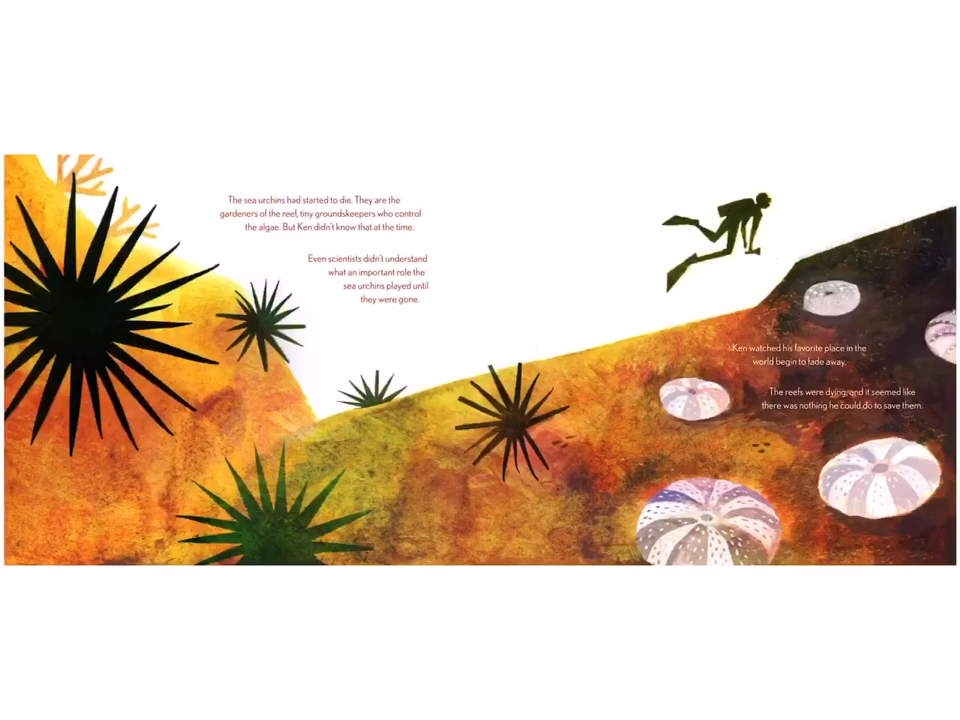 The sea urchins had started to die. They are the
gardeners of the reef, tiny groundskeepers who control
the algae. But Ken didn't know that at the time.
Even scientists didn't understand
what an important role the
sea urchins played until
they were gone.
Ken watched his favorite place in the
world begin to fade away.
The reefs were dying, and it seemed like
there was nothing he could do to save them.